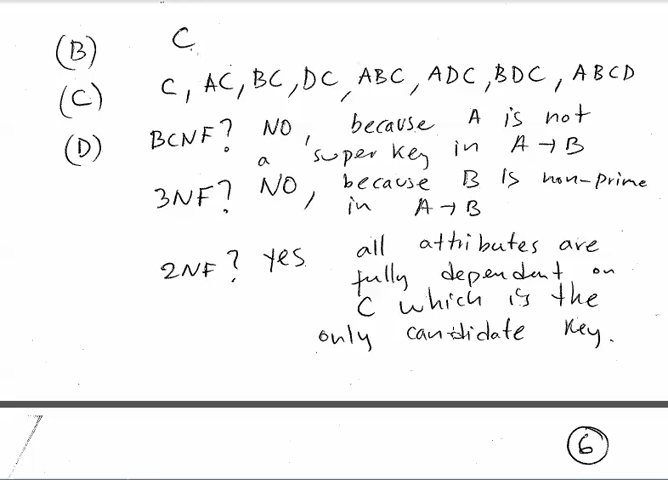 (B) C
(C) C, AC, BC, DC, ABC, ADC, BDC, ABCD
(D) BCNF? NO, because A is not
a super key in A → B
3NF? NO, because B is non-prime
in A → B
2NF? yes all attributes are
fully dependent on
C which is the
only candidate key.
6